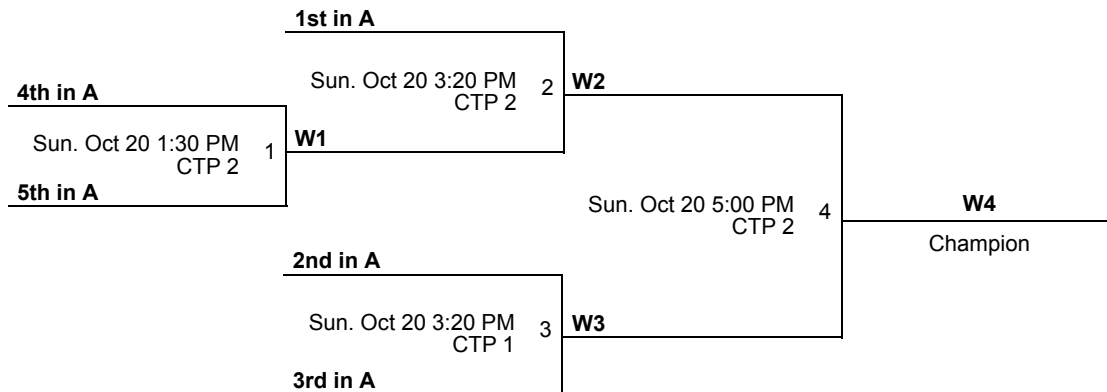 1st in A
Sun. Oct 20 3:20 PM
CTP 2
2
W2
4th in A
Sun. Oct 20 1:30 PM
CTP 2
1
W1
5th in A
Sun. Oct 20 5:00 PM
CTP 2
4
W4
Champion
2nd in A
Sun. Oct 20 3:20 PM
CTP 1
3
W3
3rd in A